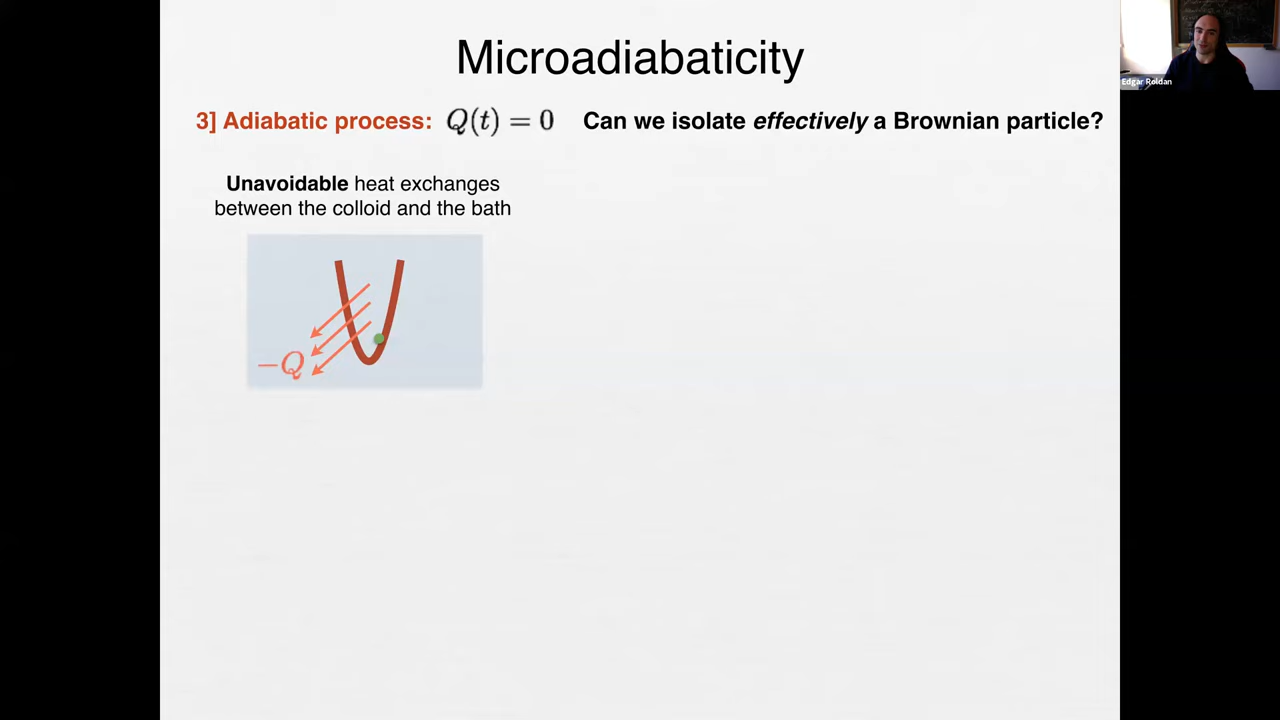 Microadiabaticity
Edgar Roldan
3] Adiabatic process: Q(t) = 0 Can we isolate effectively a Brownian particle?
Unavoidable heat exchanges
between the colloid and the bath
−Q